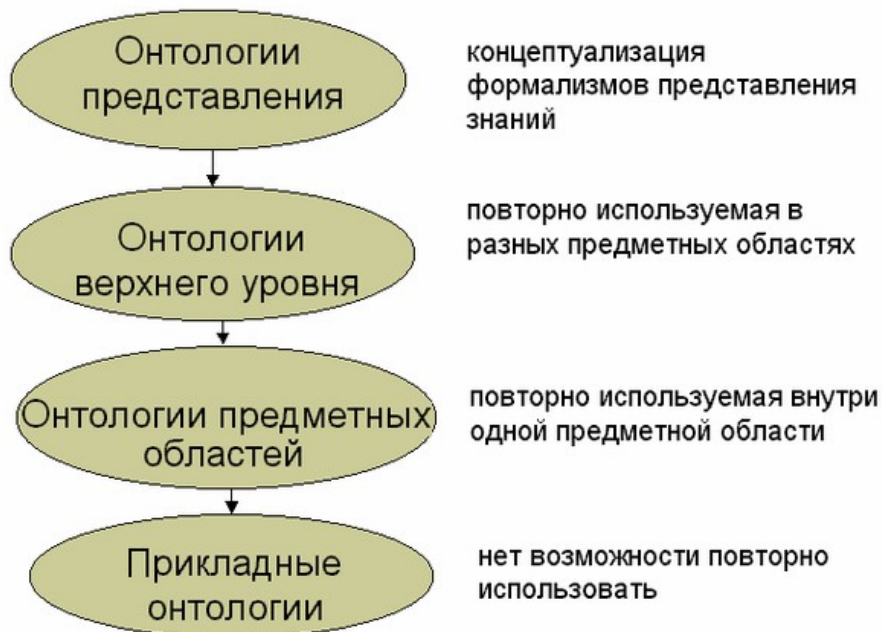 Онтологии
представления
концептуализация
формализмов представления
знаний
Онтологии
верхнего уровня
повторно используемая в
разных предметных областях
Онтологии предметных
областей
повторно используемая внутри
одной предметной области
Прикладные
онтологии
нет возможности повторно
использовать